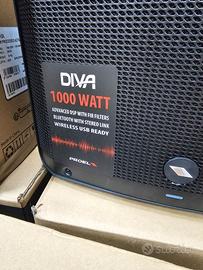 DIVA
1000 WATT
ADVANCED DSP WITH FIR FILTERS
BLUETOOTH WITH STEREO LINK
WIRELESS USB READY
PROEL